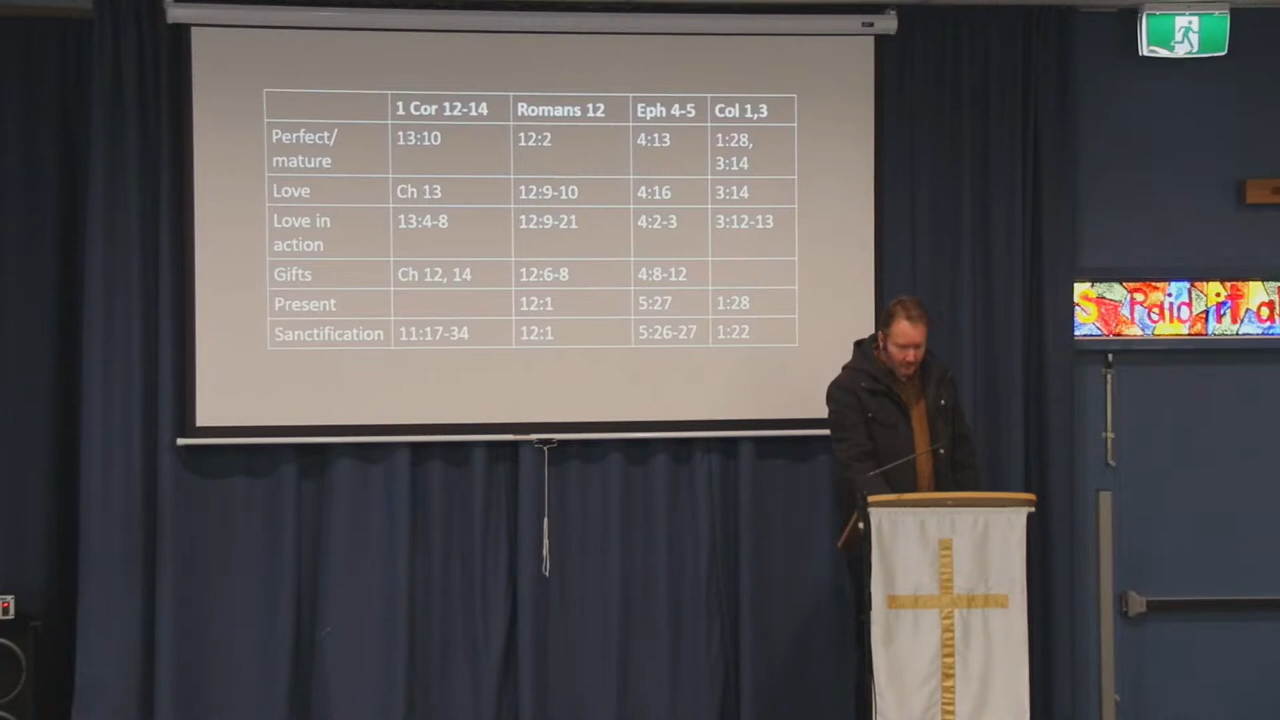 1 Cor 12-14 Romans 12 Eph 4-5 Col 1,3
Perfect/ mature 13:10 12:2 4:13 1:28, 3:14
Love Ch 13 12:9-10 4:16 3:14
Love in action 13:4-8 12:9-21 4:2-3 3:12-13
Gifts Ch 12, 14 12:6-8 4:8-12
Present 12:1 5:27 1:28
Sanctification 11:17-34 12:1 5:26-27 1:22
Paid it a